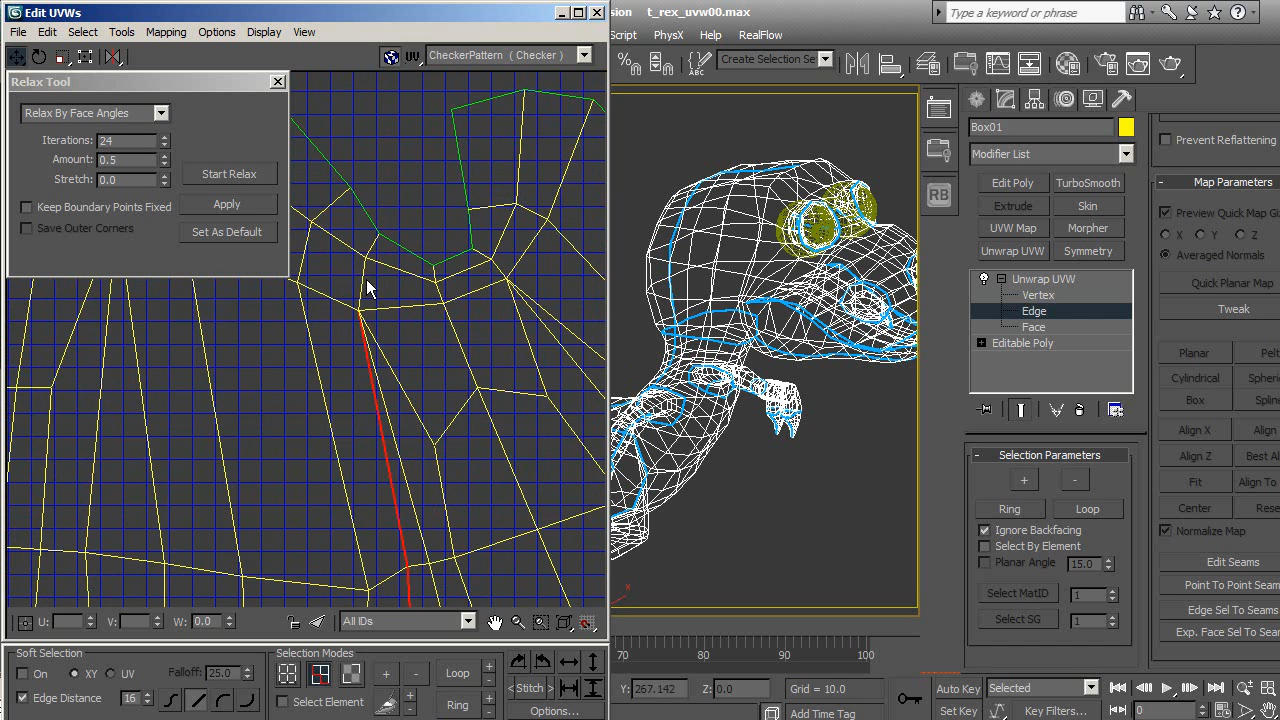 Edit UVWs
File Edit Select Tools Mapping Options Display View
UV CheckerPattern ( Checker )
Relax Tool
Relax By Face Angles
Iterations: 24
Amount: 0.5
Stretch: 0.0
Start Relax
Keep Boundary Points Fixed
Apply
Save Outer Corners
Set As Default
U: V: W: 0.0 All IDs
Soft Selection
On XY UV Falloff: 25.0
Edge Distance 16
Selection Modes
Loop
Select Element
Ring
Stitch
Options...
sion t_rex_uvw00.max
Type a keyword or phrase
Script PhysX Help RealFlow
Create Selection Se
RB
x
Box01
Modifier List
Edit Poly TurboSmooth
Extrude Skin
UVW Map Morpher
Unwrap UVW Symmetry
Unwrap UVW
Vertex
Edge
Face
Editable Poly
Selection Parameters
+ -
Ring Loop
Ignore Backfacing
Select By Element
Planar Angle 15.0
Select MatID 1
Select SG 1
Prevent Reflattening
Map Parameters
Preview Quick Map Gi
X Y Z
Averaged Normals
Quick Planar Map
Tweak
Planar Pelt
Cylindrical Sphere
Box Spline
Align X Align
Align Z Best Al
Fit Align To
Center Rese
Normalize Map
Edit Seams
Point To Point Seam
Edge Sel To Seams
Exp. Face Sel To Sea
70 80 90 100
Y: 267.142 Z: 0.0 Grid = 10.0
Add Time Tag
Auto Key Selected
Set Key Key Filters...
0